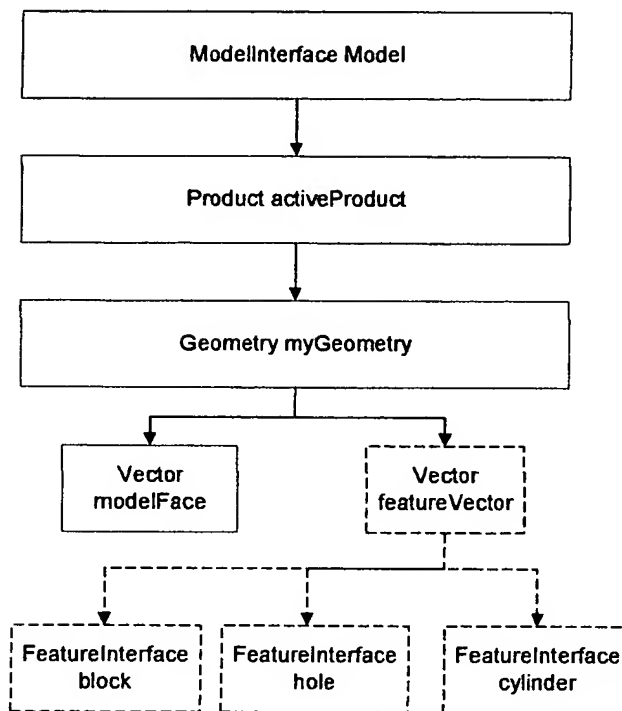 ModelInterface Model
Product activeProduct
Geometry myGeometry
Vector
modelFace
Vector
featureVector
FeatureInterface
block
FeatureInterface
hole
FeatureInterface
cylinder